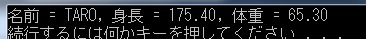 名前 = TARO,身長 = 175.40,体重 = 65.30
続行するには何かキーを押してください . . .